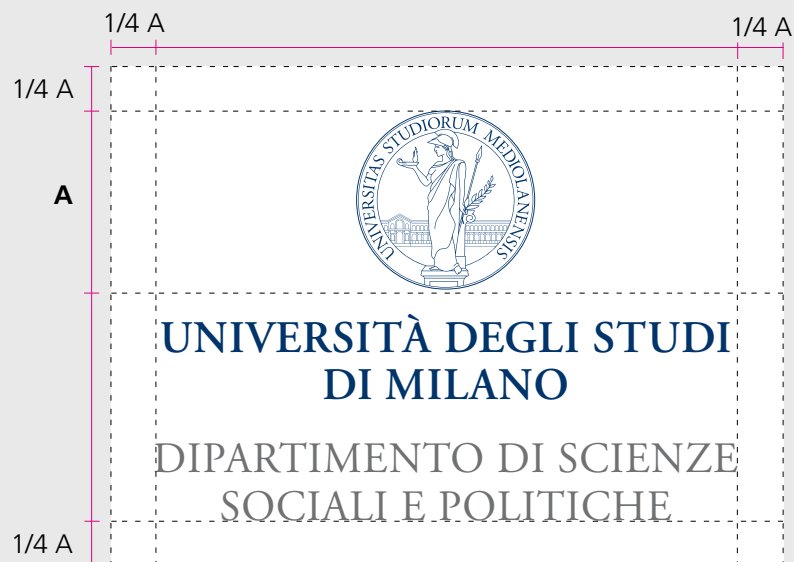 1/4 A
1/4 A
1/4 A
A
UNIVERSITAS STUDIORUM MEDIOLANENSIS
UNIVERSITÀ DEGLI STUDI
DI MILANO
DIPARTIMENTO DI SCIENZE
SOCIALI E POLITICHE
1/4 A